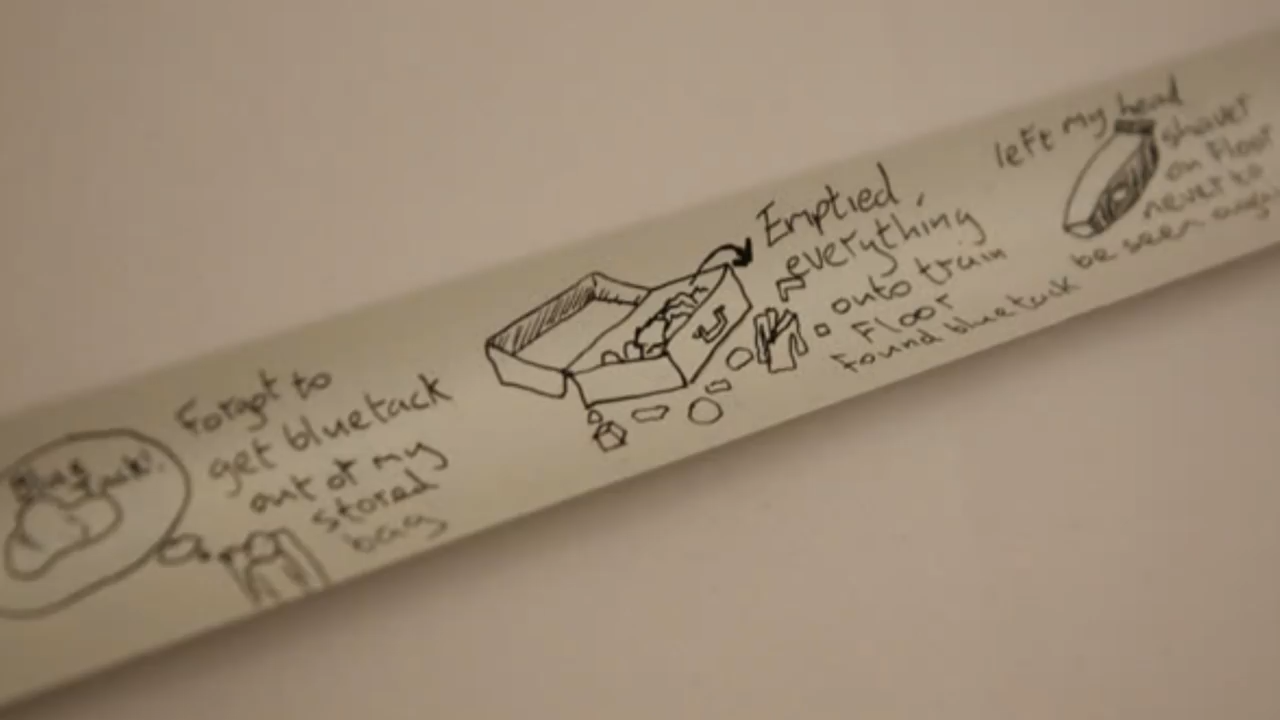 Blue
tack!
Forgot to
get bluetack
out of my
stored
bag
Emptied
everything
onto train
Floor
Found bluetack
left my head
shaver
on Floor
never to
be seen again